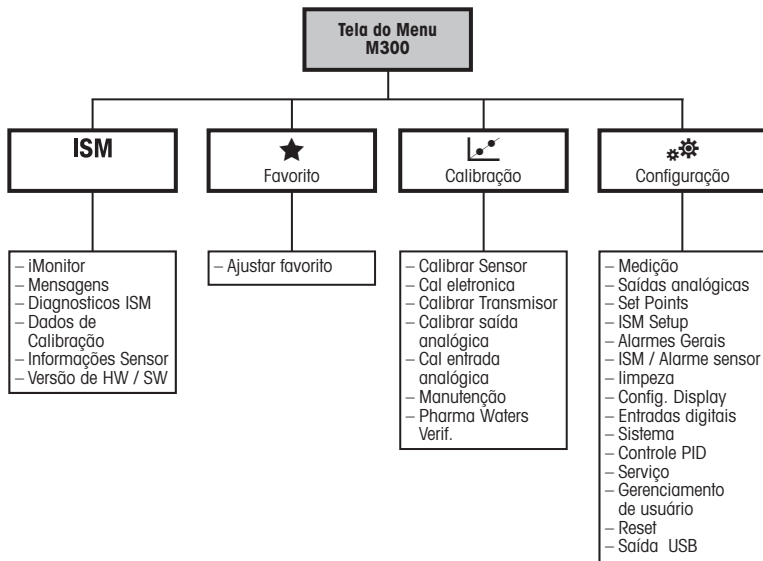 Tela do Menu
M300
ISM
Favorito
Calibração
Configuração
– iMonitor
– Mensagens
– Diagnosticos ISM
– Dados de
Calibração
– Informações Sensor
– Versão de HW / SW
– Ajustar favorito
– Calibrar Sensor
– Cal eletronica
– Calibrar Transmisor
– Calibrar saída
analógica
– Cal entrada
analógica
– Manutenção
– Pharma Waters
Verif.
– Medição
– Saídas analógicas
– Set Points
– ISM Setup
– Alarmes Gerais
– ISM / Alarme sensor
– limpeza
– Config. Display
– Entradas digitais
– Sistema
– Controle PID
– Serviço
– Gerenciamento
de usuário
– Reset
– Saída  USB